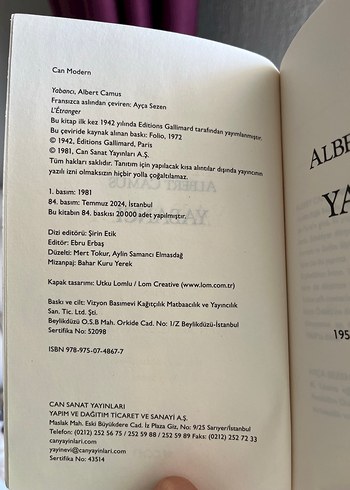 Can Modern
Yabancı, Albert Camus
Fransızca aslından çeviren: Ayça Sezen
L'Étranger
Bu kitap ilk kez 1942 yılında Editions Gallimard tarafından yayımlanmıştır.
Bu çeviride kaynak alınan baskı: Folio, 1972
© 1942, Éditions Gallimard, Paris
© 1981, Can Sanat Yayınları A.Ş.
Tüm hakları saklıdır. Tanıtım için yapılacak kısa alıntılar dışında yayıncının
yazılı izni olmaksızın hiçbir yolla çoğaltılamaz.
1. basım: 1981
84. basım: Temmuz 2024, İstanbul
Bu kitabın 84. baskısı 20 000 adet yapılmıştır.
Dizi editörü: Şirin Etik
Editör: Ebru Erbaş
Düzelti: Mert Tokur, Aylin Samancı Elmasdağ
Mizanpaj: Bahar Kuru Yerek
Kapak tasarımı: Utku Lomlu / Lom Creative (www.lom.com.tr)
Baskı ve cilt: Vizyon Basımevi Kağıtçılık Matbaacılık ve Yayıncılık
San. Tic. Ltd. Şti.
Beylikdüzü O.S.B Mah. Orkide Cad. No: 1/Z Beylikdüzü-İstanbul
Sertifika No: 52098
ISBN 978-975-07-4867-7
CAN SANAT YAYINLARI
YAPIM VE DAĞITIM TİCARET VE SANAYİ A.Ş.
Maslak Mah. Eski Büyükdere Cad. İz Plaza Giz, No: 9/25 Sarıyer/İstanbul
Telefon: (0212) 252 56 75 / 252 59 88 / 252 59 89 Faks: (0212) 252 72 33
canyayinlari.com
yayinevi@canyayinlari.com
Sertifika No: 43514
ALBE
YA
195